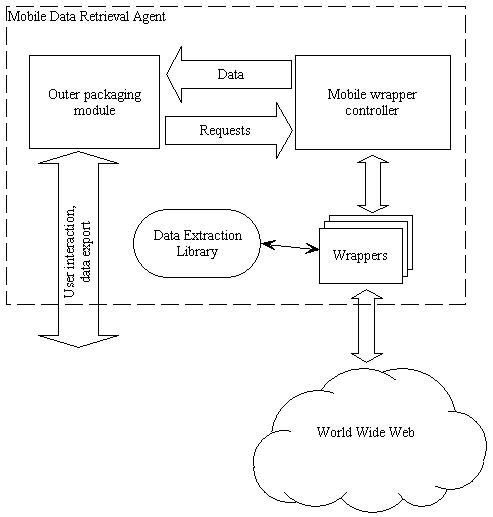 Mobile Data Retrieval Agent
Data
Outer packaging
module
Mobile wrapper
controller
Requests
User interaction,
data export
Data Extraction
Library
Wrappers
World Wide Web